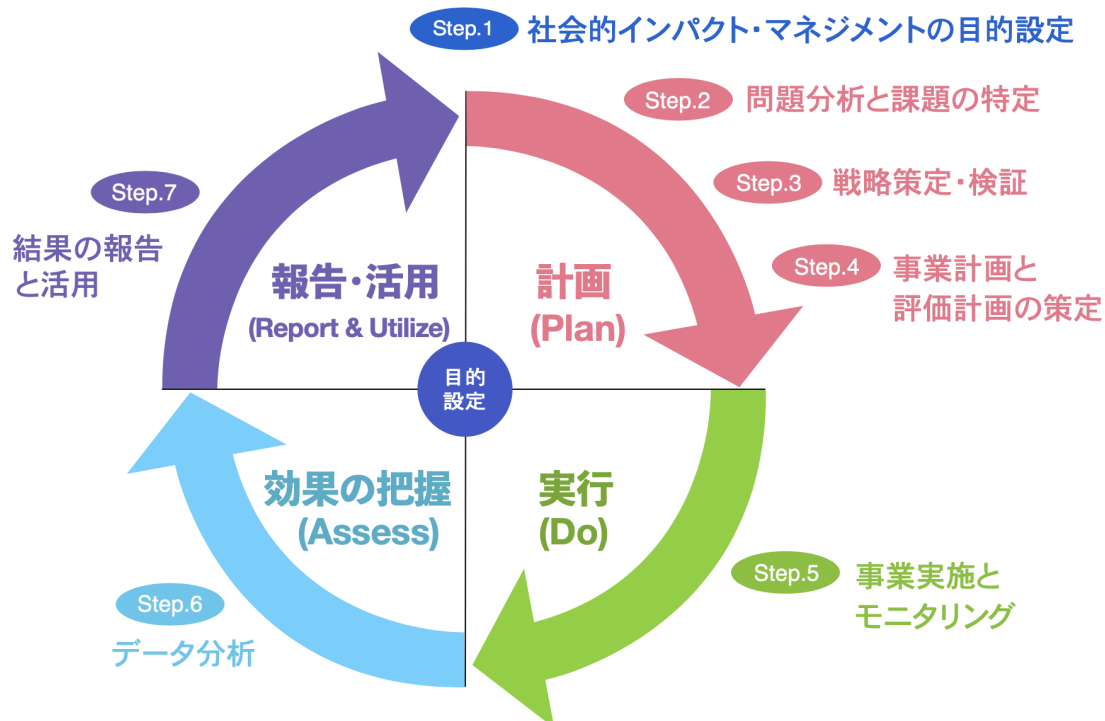 Step.1 社会的インパクト・マネジメントの目的設定
Step.2 問題分析と課題の特定
Step.3 戦略策定・検証
Step.4 事業計画と
評価計画の策定
Step.7
結果の報告
と活用
報告・活用
(Report & Utilize)
計画
(Plan)
目的
設定
効果の把握
(Assess)
実行
(Do)
Step.5 事業実施と
モニタリング
Step.6
データ分析